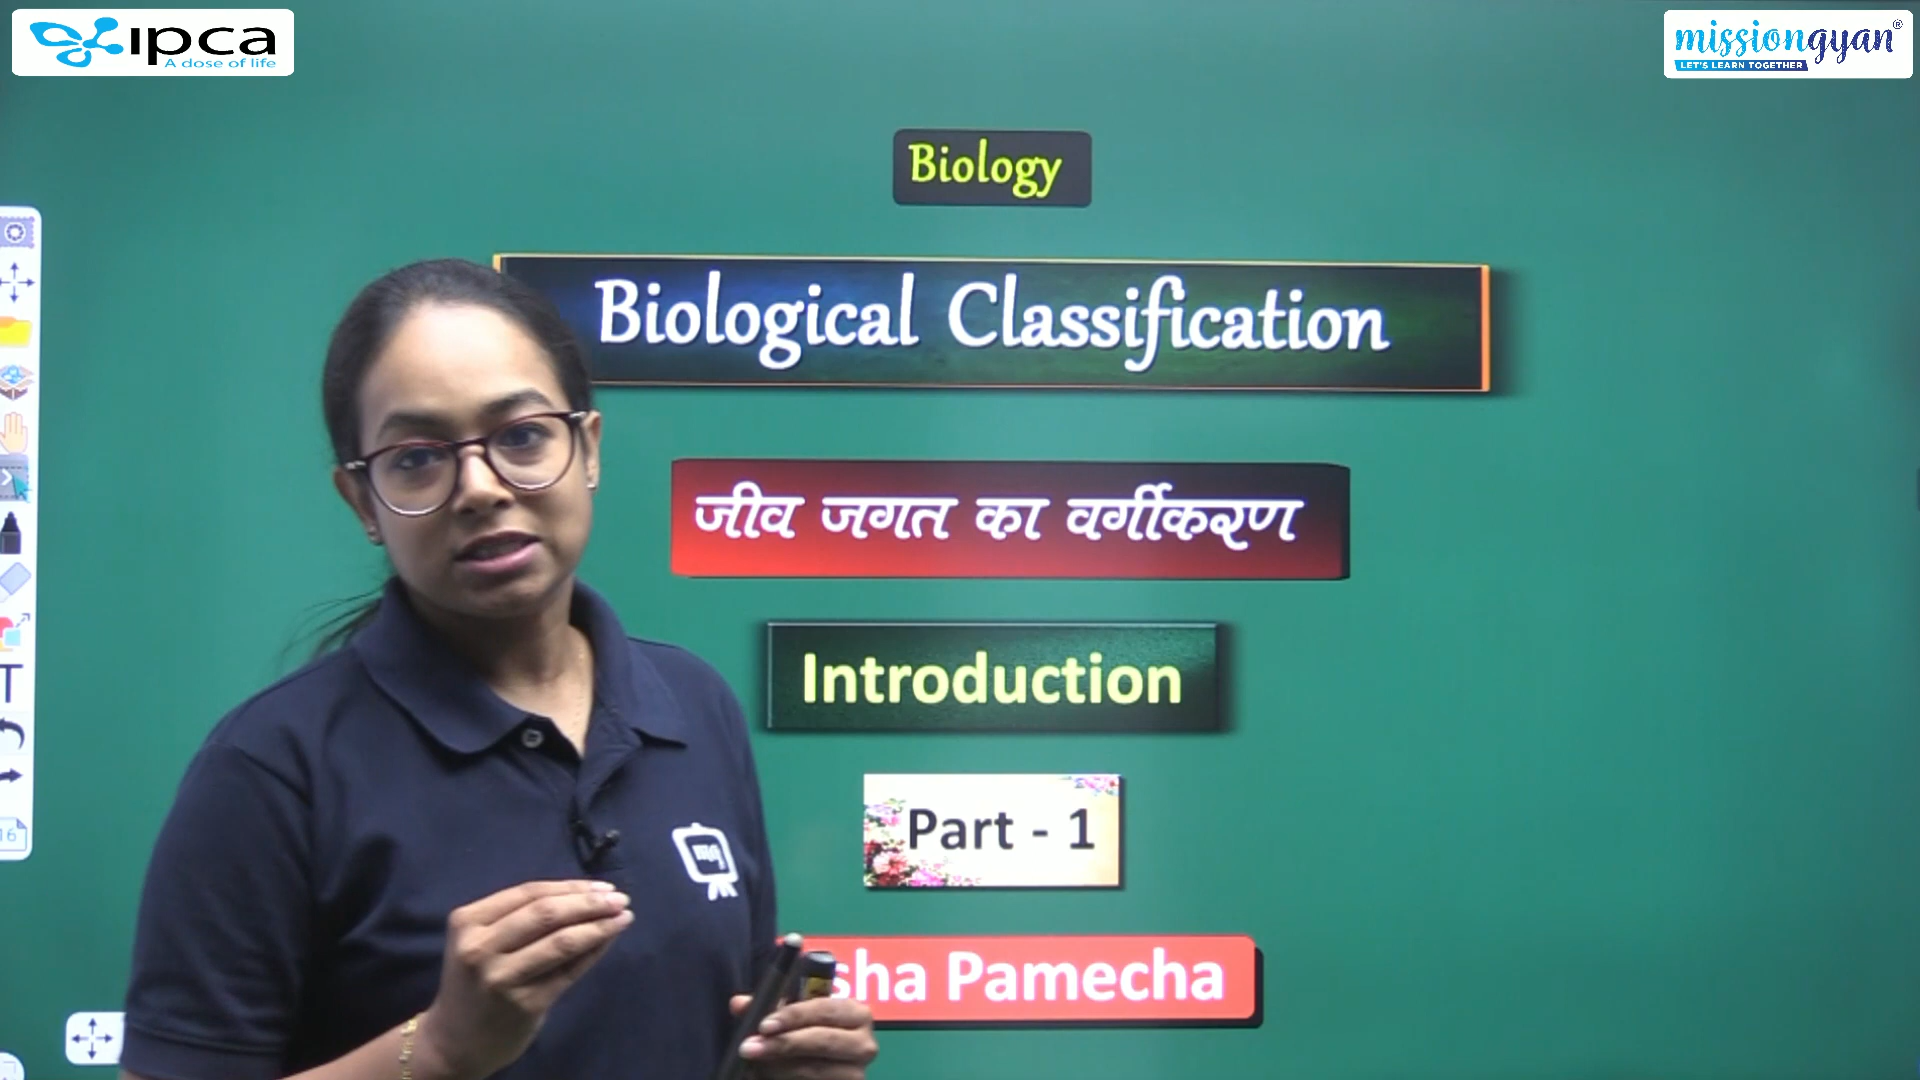 ipca
A dose of life
missiongyan®
LET'S LEARN TOGETHER
Biology
Biological Classification
जीव जगत का वर्गीकरण
Introduction
Part - 1
sha Pamecha
T
16